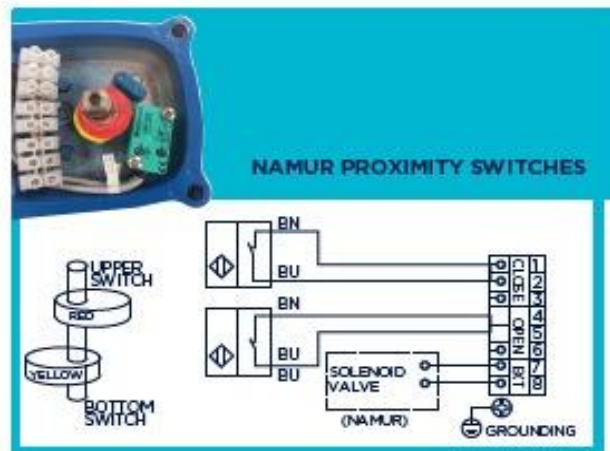 NAMUR PROXIMITY SWITCHES
UPPER
SWITCH
RED
YELLOW
BOTTOM
SWITCH
BN
BU
BN
BU
BU
SOLENOID
VALVE
(NAMUR)
CLOSE
OPEN
EXT
1
2
3
4
5
6
7
8
GROUNDING